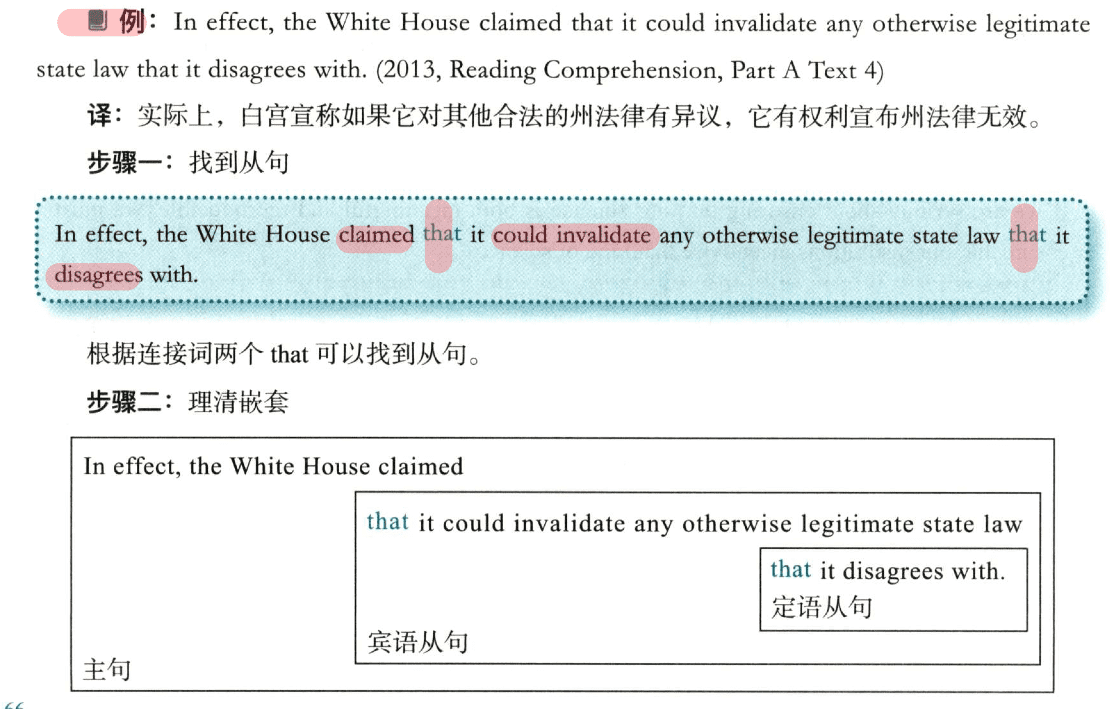 例：In effect, the White House claimed that it could invalidate any otherwise legitimate
state law that it disagrees with. (2013, Reading Comprehension, Part A Text 4)
译：实际上，白宫宣称如果它对其他合法的州法律有异议，它有权利宣布州法律无效。
步骤一：找到从句
In effect, the White House claimed that it could invalidate any otherwise legitimate state law that it
disagrees with.
根据连接词两个 that 可以找到从句。
步骤二：理清嵌套
In effect, the White House claimed
that it could invalidate any otherwise legitimate state law
that it disagrees with.
定语从句
宾语从句
主句